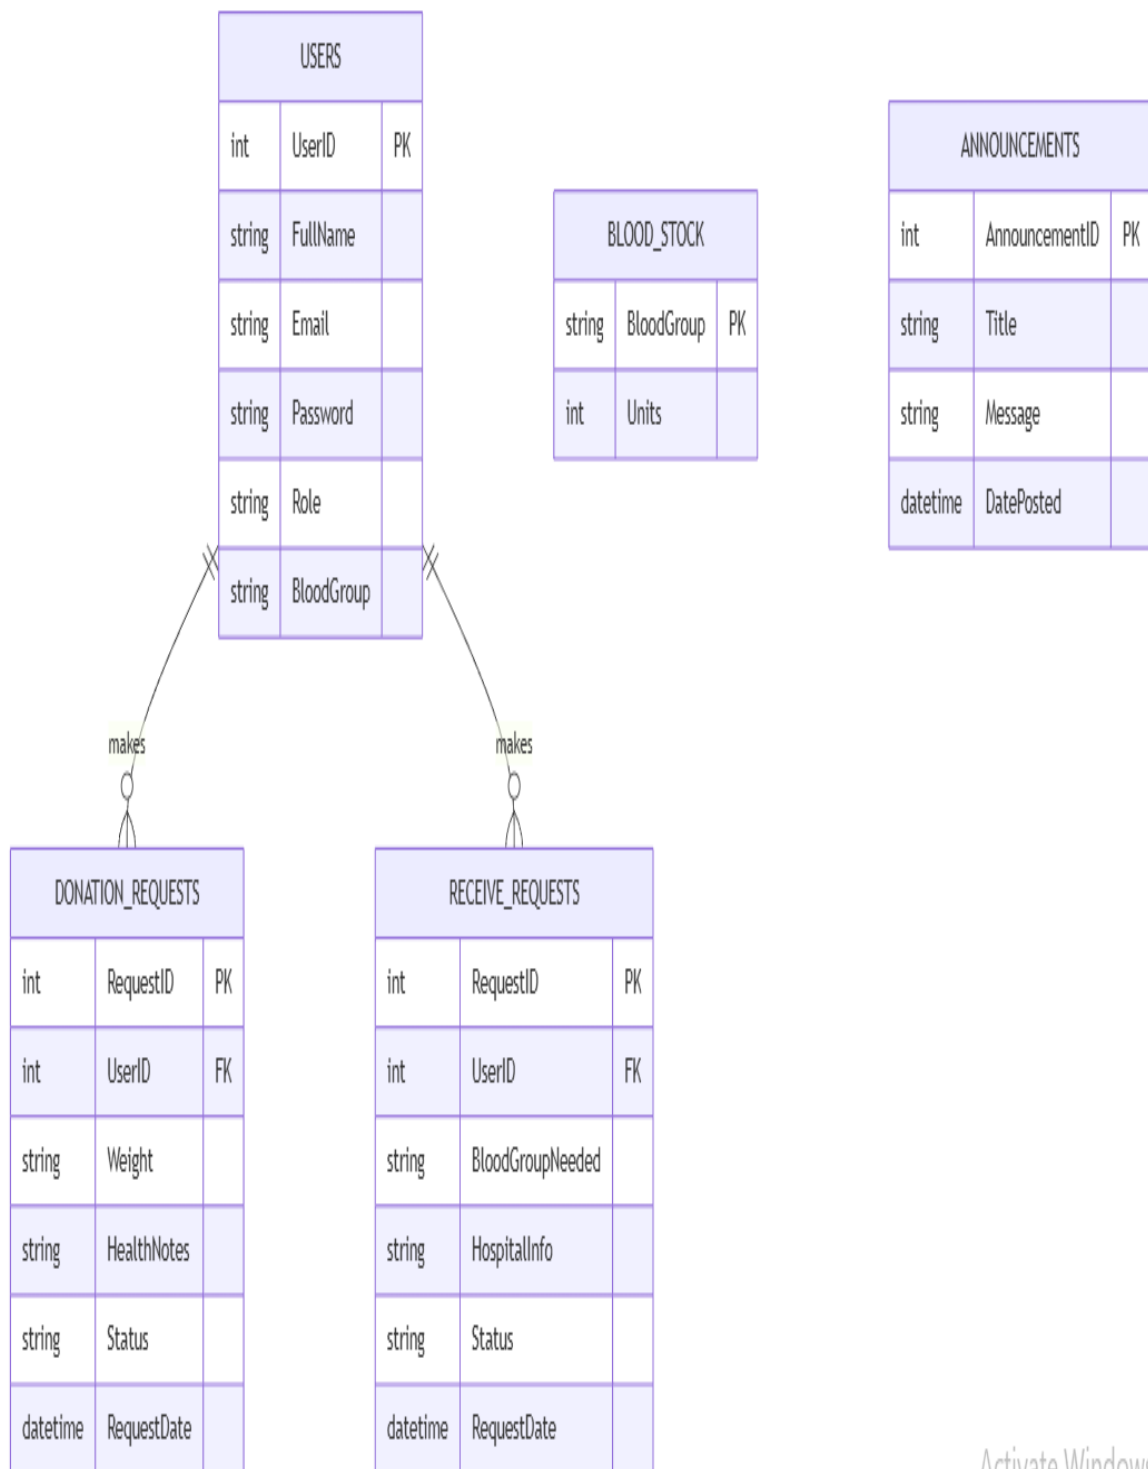 USERS
int UserID PK
string FullName
string Email
string Password
string Role
string BloodGroup
BLOOD_STOCK
string BloodGroup PK
int Units
ANNOUNCEMENTS
int AnnouncementID PK
string Title
string Message
datetime DatePosted
makes
makes
DONATION_REQUESTS
int RequestID PK
int UserID FK
string Weight
string HealthNotes
string Status
datetime RequestDate
RECEIVE_REQUESTS
int RequestID PK
int UserID FK
string BloodGroupNeeded
string HospitalInfo
string Status
datetime RequestDate
Activate Windows